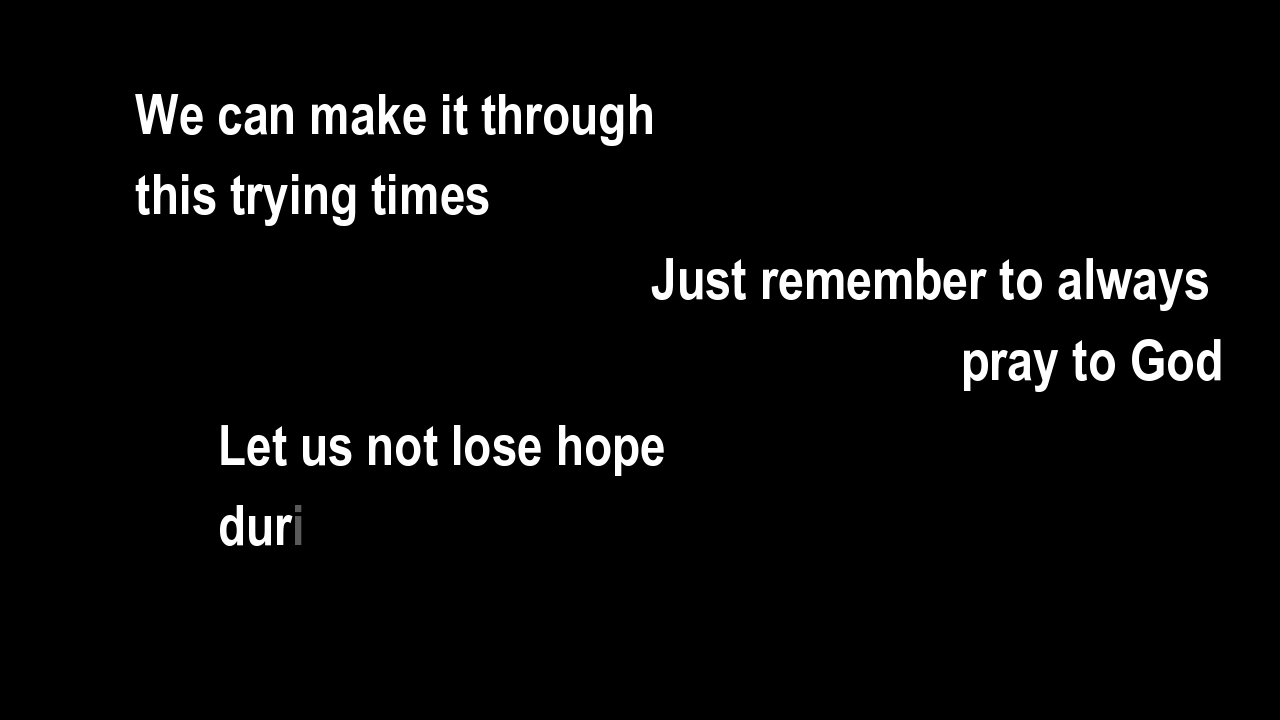 We can make it through
this trying times
Just remember to always
pray to God
Let us not lose hope
duri